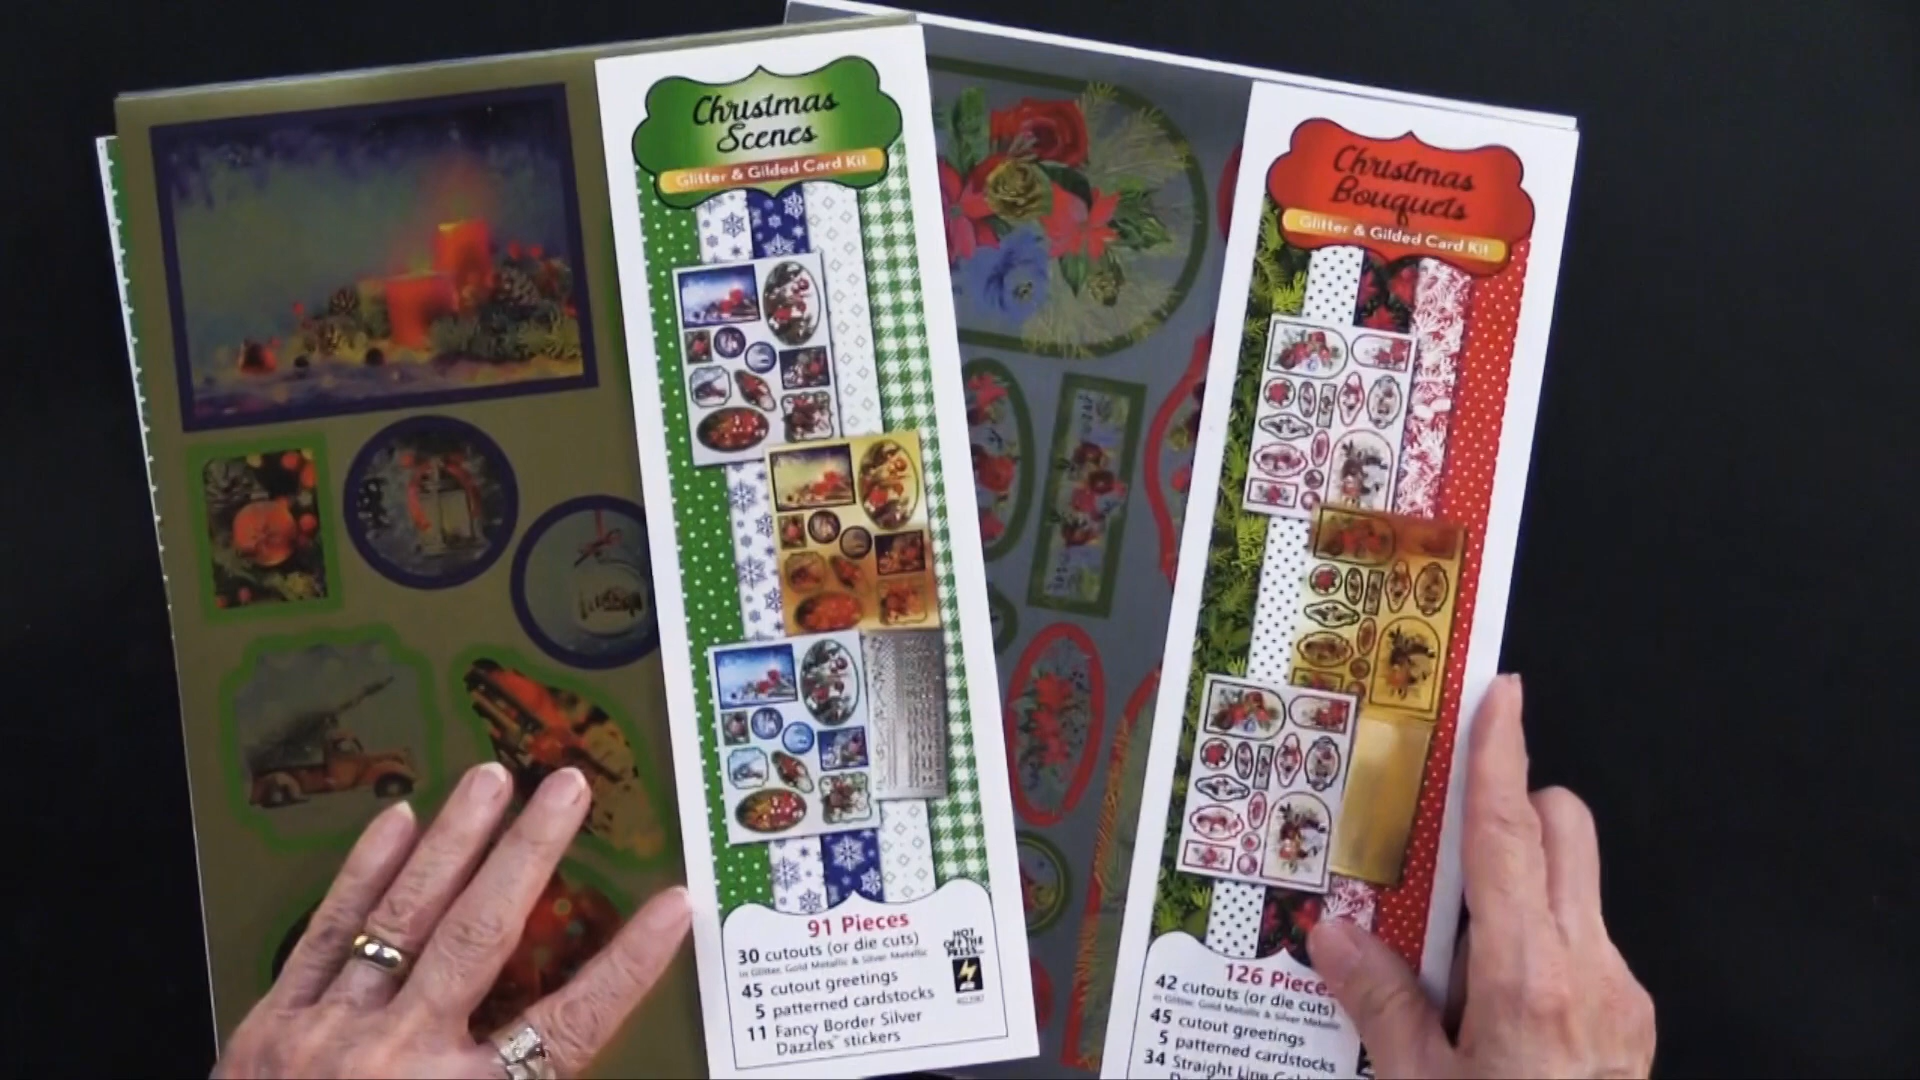 Christmas
Scenes
Glitter & Gilded Card Kit
91 Pieces
30 cutouts (or die cuts)
in Glitter, Gold Metallic & Silver Metallic
45 cutout greetings
5 patterned cardstocks
11 Fancy Border Silver
Dazzles™ stickers
HOT
OFF THE
PRESS
Christmas
Bouquets
Glitter & Gilded Card Kit
126 Pieces
42 cutouts (or die cuts)
in Glitter, Gold Metallic & Silver Metallic
45 cutout greetings
5 patterned cardstocks
34 Straight Line